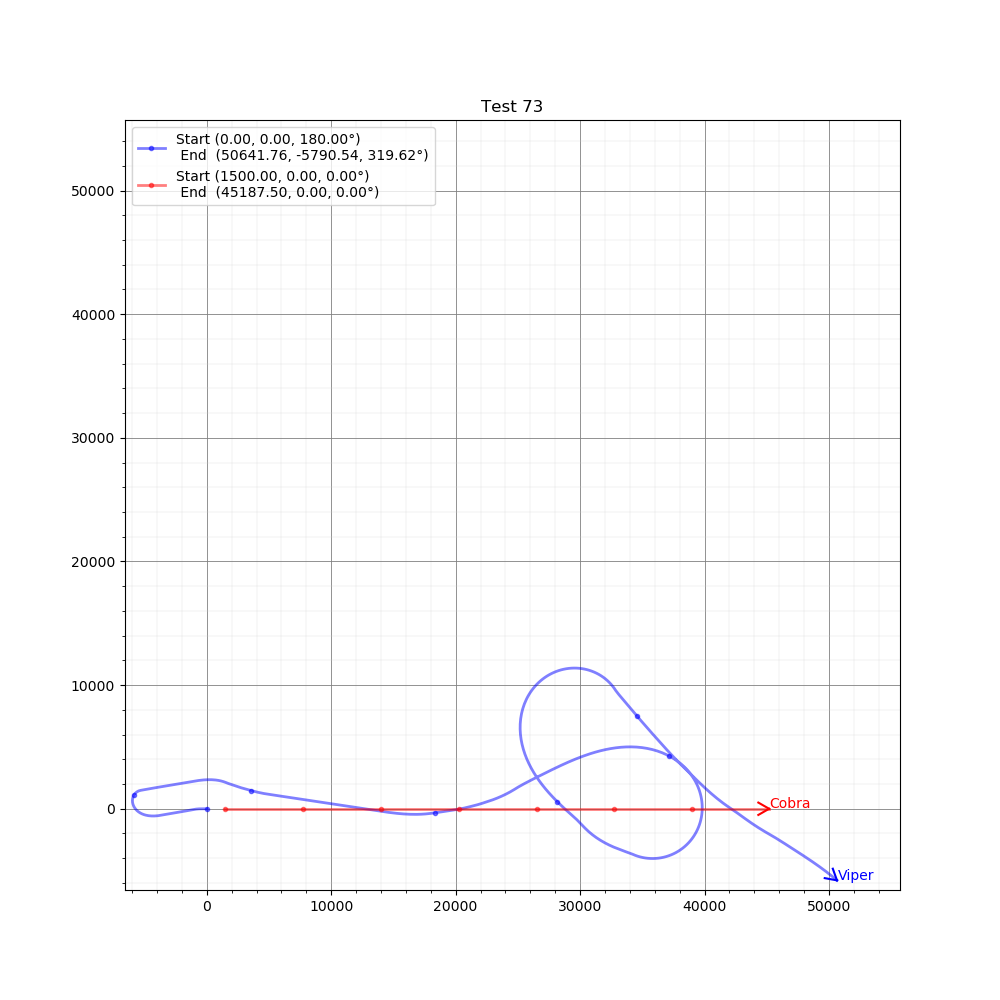 Test 73
Start (0.00, 0.00, 180.00°)
End  (50641.76, -5790.54, 319.62°)
Start (1500.00, 0.00, 0.00°)
End  (45187.50, 0.00, 0.00°)
50000
40000
30000
20000
10000
0
Cobra
Viper
0
10000
20000
30000
40000
50000